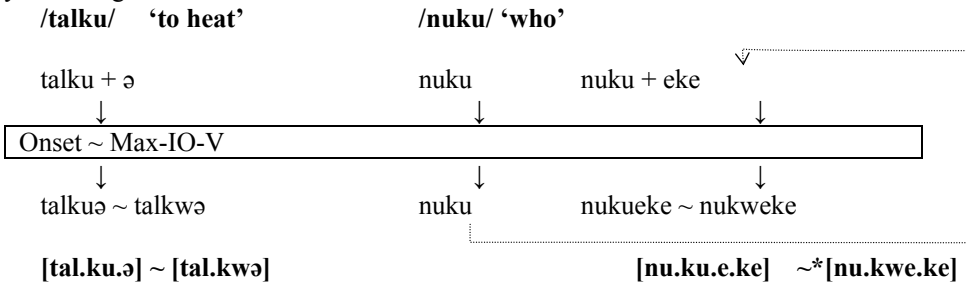 /talku/ ‘to heat’ /nuku/ ‘who’
talku + ə nuku nuku + eke
↓ ↓ ↓
Onset ~ Max-IO-V
↓ ↓ ↓
talkuə ~ talkwə nuku nukueke ~ nukweke
[tal.ku.ə] ~ [tal.kwə] [nu.ku.e.ke] ~*[nu.kwe.ke]